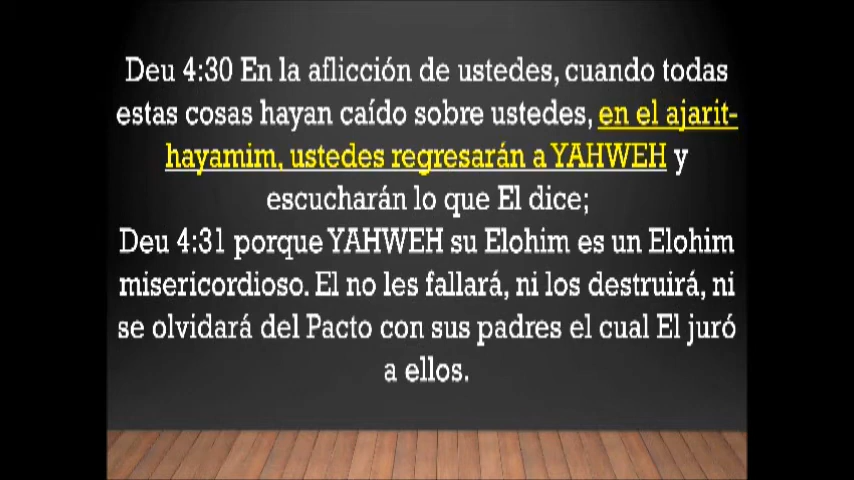 Deu 4:30 En la aflicción de ustedes, cuando todas
estas cosas hayan caído sobre ustedes, en el ajarit-
hayamim, ustedes regresarán a YAHWEH y
escucharán lo que El dice;
Deu 4:31 porque YAHWEH su Elohim es un Elohim
misericordioso. El no les fallará, ni los destruirá, ni
se olvidará del Pacto con sus padres el cual El juró
a ellos.